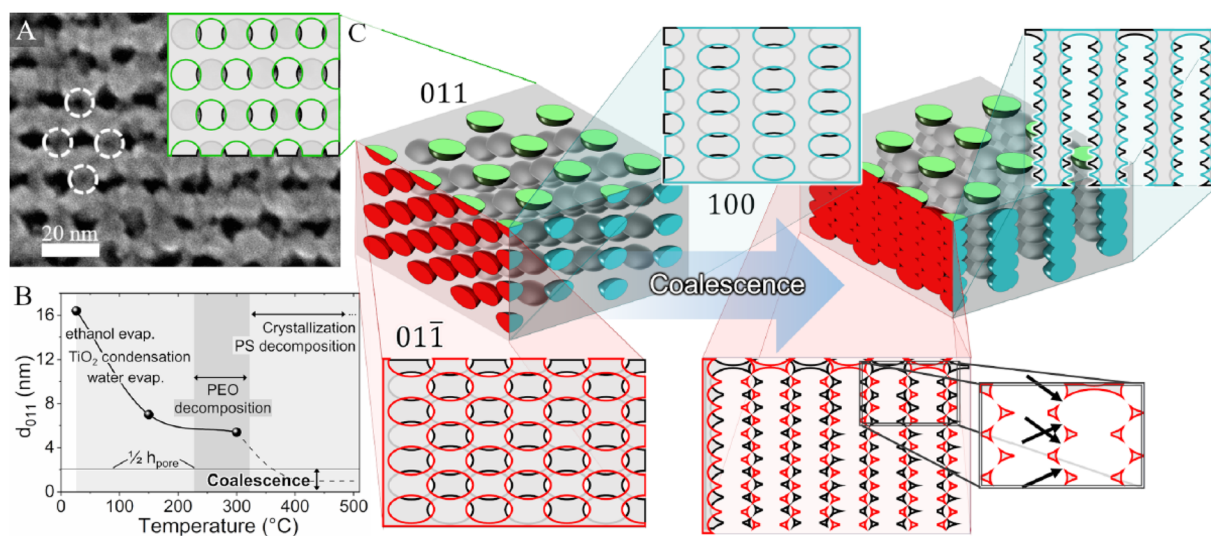 A
20 nm
B
16
12
8
4
0
d011 (nm)
ethanol evap.
TiO2 condensation
water evap.
Crystallization
PS decomposition
PEO
decomposition
½ hpore
Coalescence
0 100 200 300 400 500
Temperature (°C)
C
011
100
011̅
Coalescence